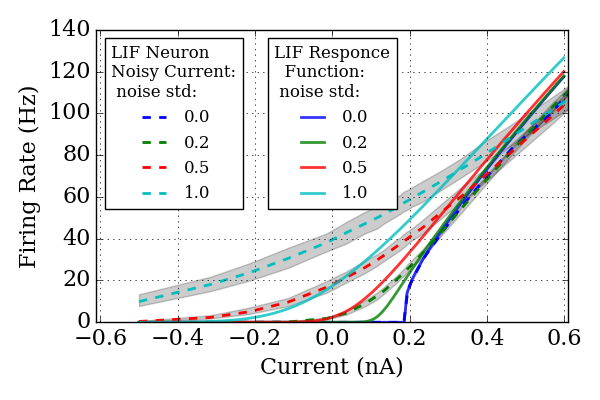 140
120
100
80
60
40
20
0
Firing Rate (Hz)
LIF Neuron
Noisy Current:
noise std:
0.0
0.2
0.5
1.0
LIF Responce
Function:
noise std:
0.0
0.2
0.5
1.0
−0.6 −0.4 −0.2 0.0 0.2 0.4 0.6
Current (nA)